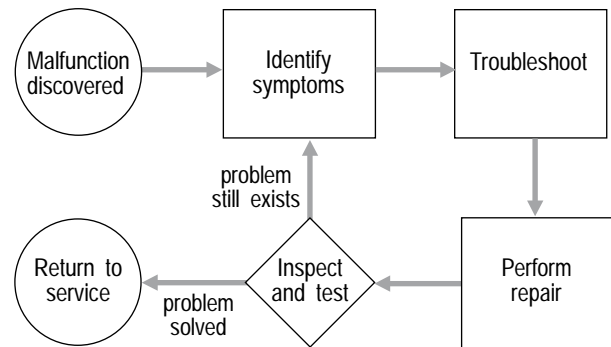 Malfunction
discovered
Identify
symptoms
Troubleshoot
problem
still exists
Return to
service
problem
solved
Inspect
and test
Perform
repair